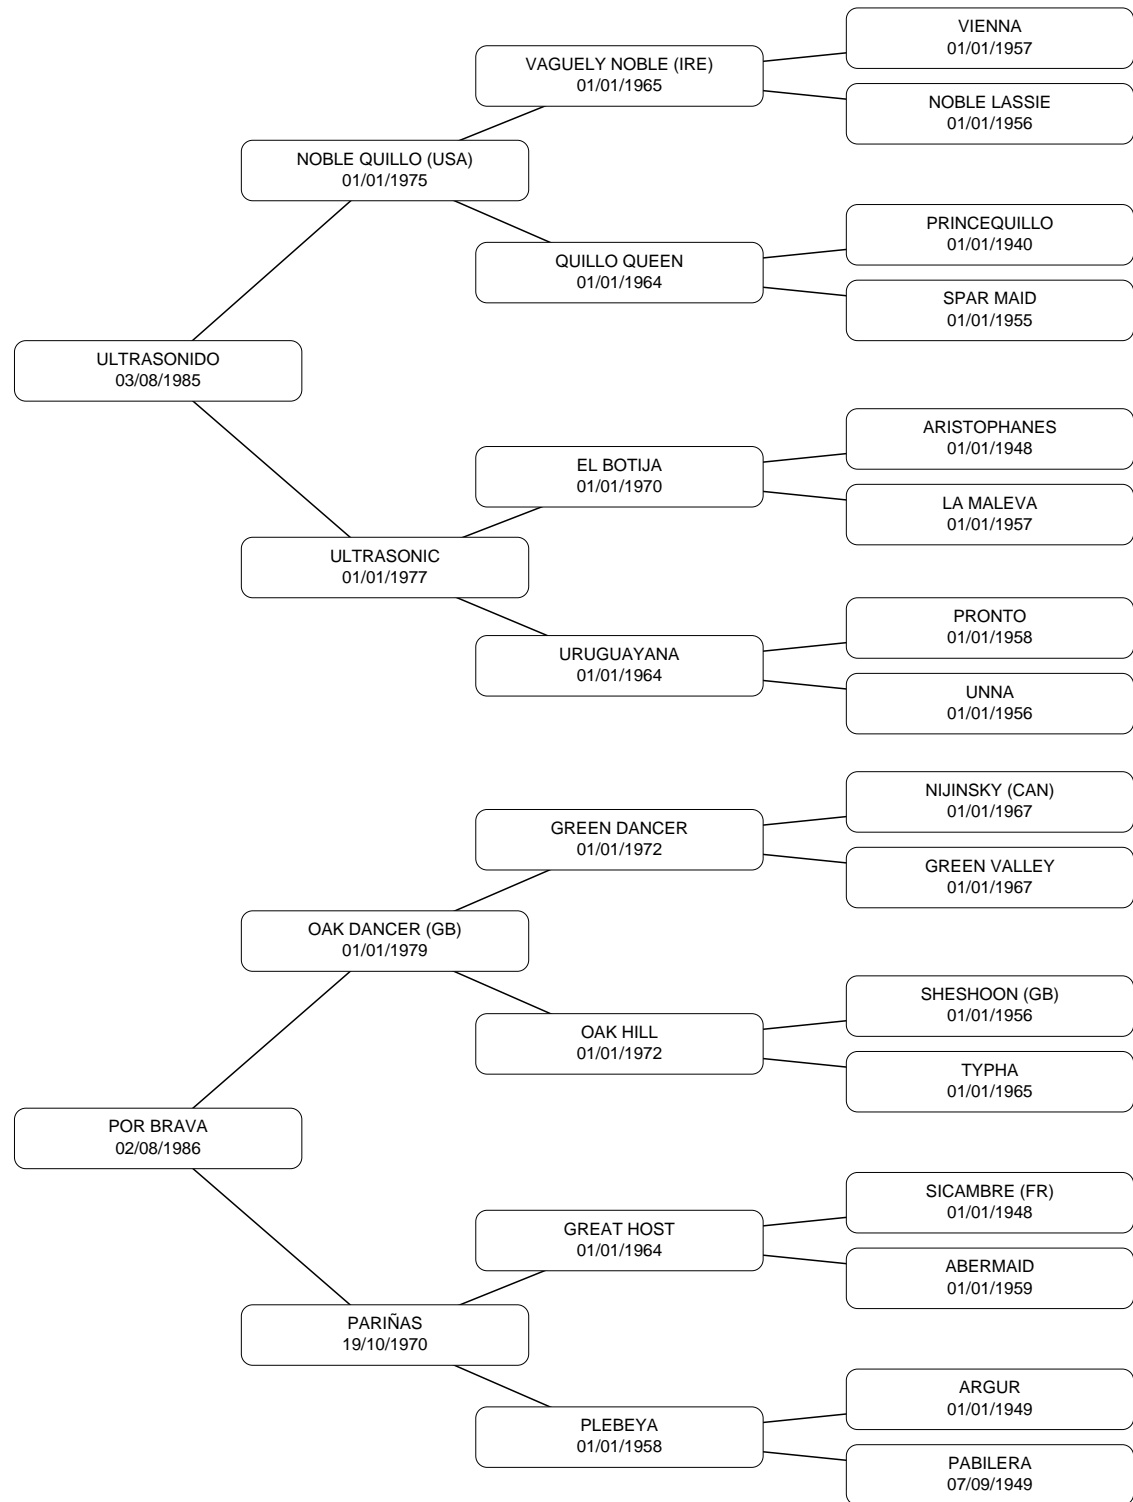 VIENNA
01/01/1957
VAGUELY NOBLE (IRE)
01/01/1965
NOBLE LASSIE
01/01/1956
NOBLE QUILLO (USA)
01/01/1975
PRINCEQUILLO
01/01/1940
QUILLO QUEEN
01/01/1964
SPAR MAID
01/01/1955
ULTRASONIDO
03/08/1985
ARISTOPHANES
01/01/1948
EL BOTIJA
01/01/1970
LA MALEVA
01/01/1957
ULTRASONIC
01/01/1977
PRONTO
01/01/1958
URUGUAYANA
01/01/1964
UNNA
01/01/1956
NIJINSKY (CAN)
01/01/1967
GREEN DANCER
01/01/1972
GREEN VALLEY
01/01/1967
OAK DANCER (GB)
01/01/1979
SHESHOON (GB)
01/01/1956
OAK HILL
01/01/1972
TYPHA
01/01/1965
POR BRAVA
02/08/1986
SICAMBRE (FR)
01/01/1948
GREAT HOST
01/01/1964
ABERMAID
01/01/1959
PARIÑAS
19/10/1970
ARGUR
01/01/1949
PLEBEYA
01/01/1958
PABILERA
07/09/1949